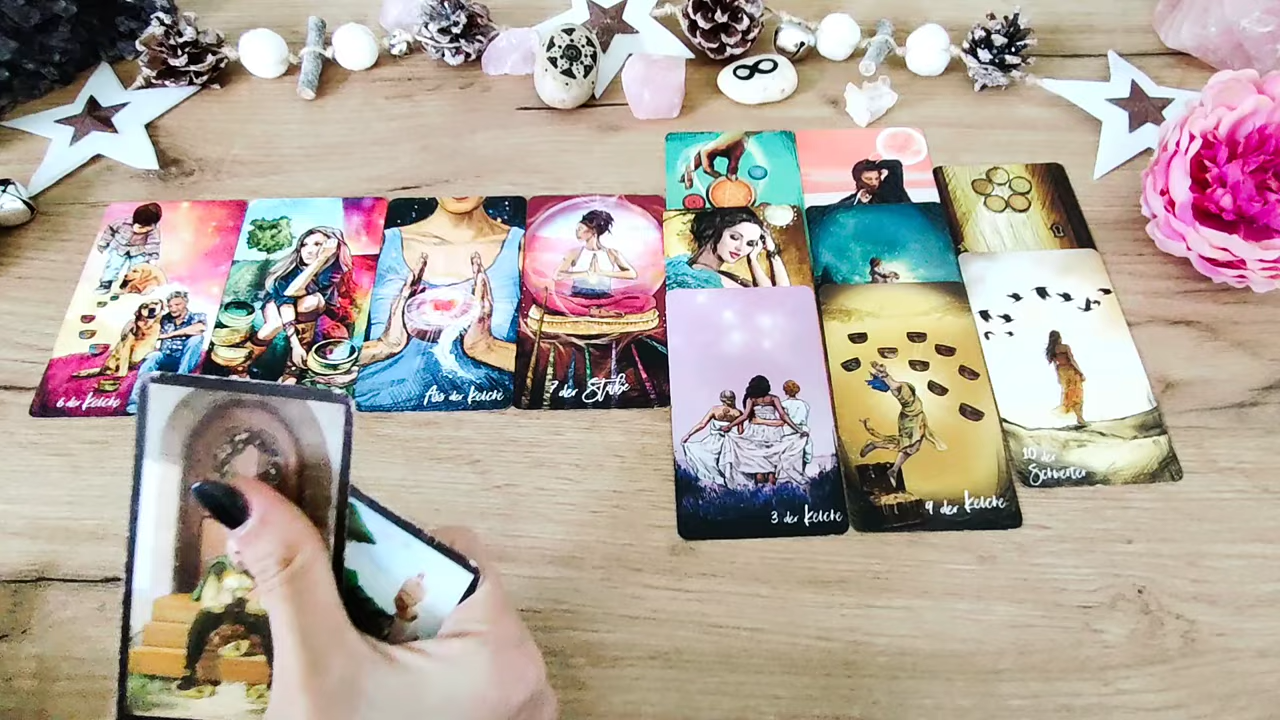 6 der Kelche
Ass der Kelche
7 der Stäbe
3 der Kelche
9 der Kelche
10 der
Schwerter